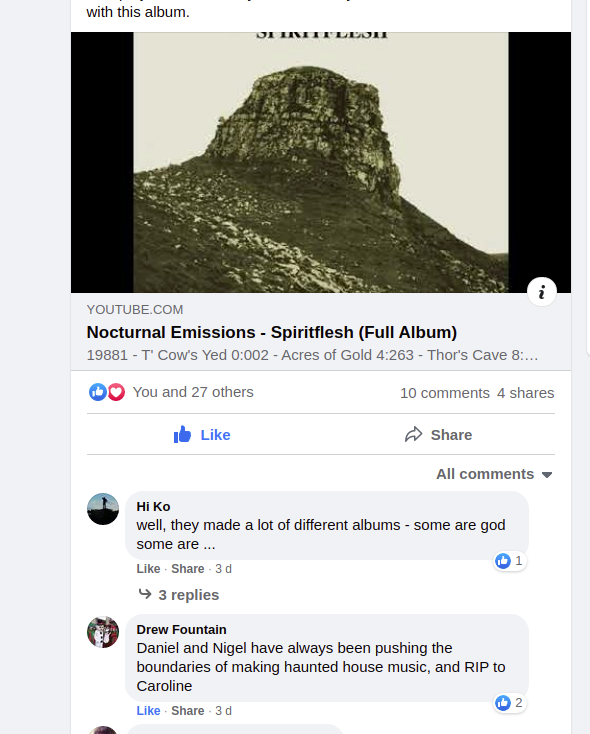 with this album.
SPIRITFLESH
YOUTUBE.COM
Nocturnal Emissions - Spiritflesh (Full Album)
19881 - T' Cow's Yed 0:002 - Acres of Gold 4:263 - Thor's Cave 8:…
You and 27 others
10 comments 4 shares
Like
Share
All comments
Hi Ko
well, they made a lot of different albums - some are god
some are ...
1
Like · Share · 3 d
3 replies
Drew Fountain
Daniel and Nigel have always been pushing the
boundaries of making haunted house music, and RIP to
Caroline
2
Like · Share · 3 d